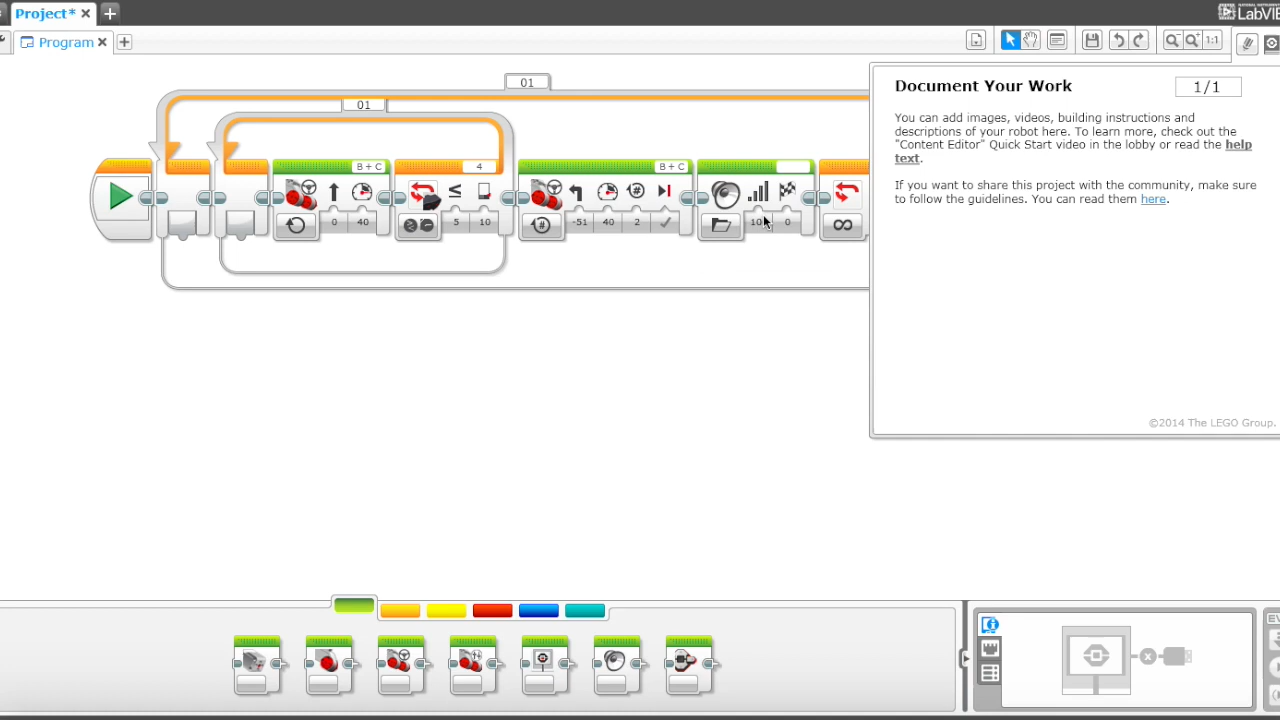 Project*
LabVIE
Program
1:1
01
01
B + C
4
B + C
0
40
5
10
-51
40
2
10
0
Document Your Work
1/1
You can add images, videos, building instructions and
descriptions of your robot here. To learn more, check out the
"Content Editor" Quick Start video in the lobby or read the help
text.
If you want to share this project with the community, make sure
to follow the guidelines. You can read them here.
©2014 The LEGO Group.
EV